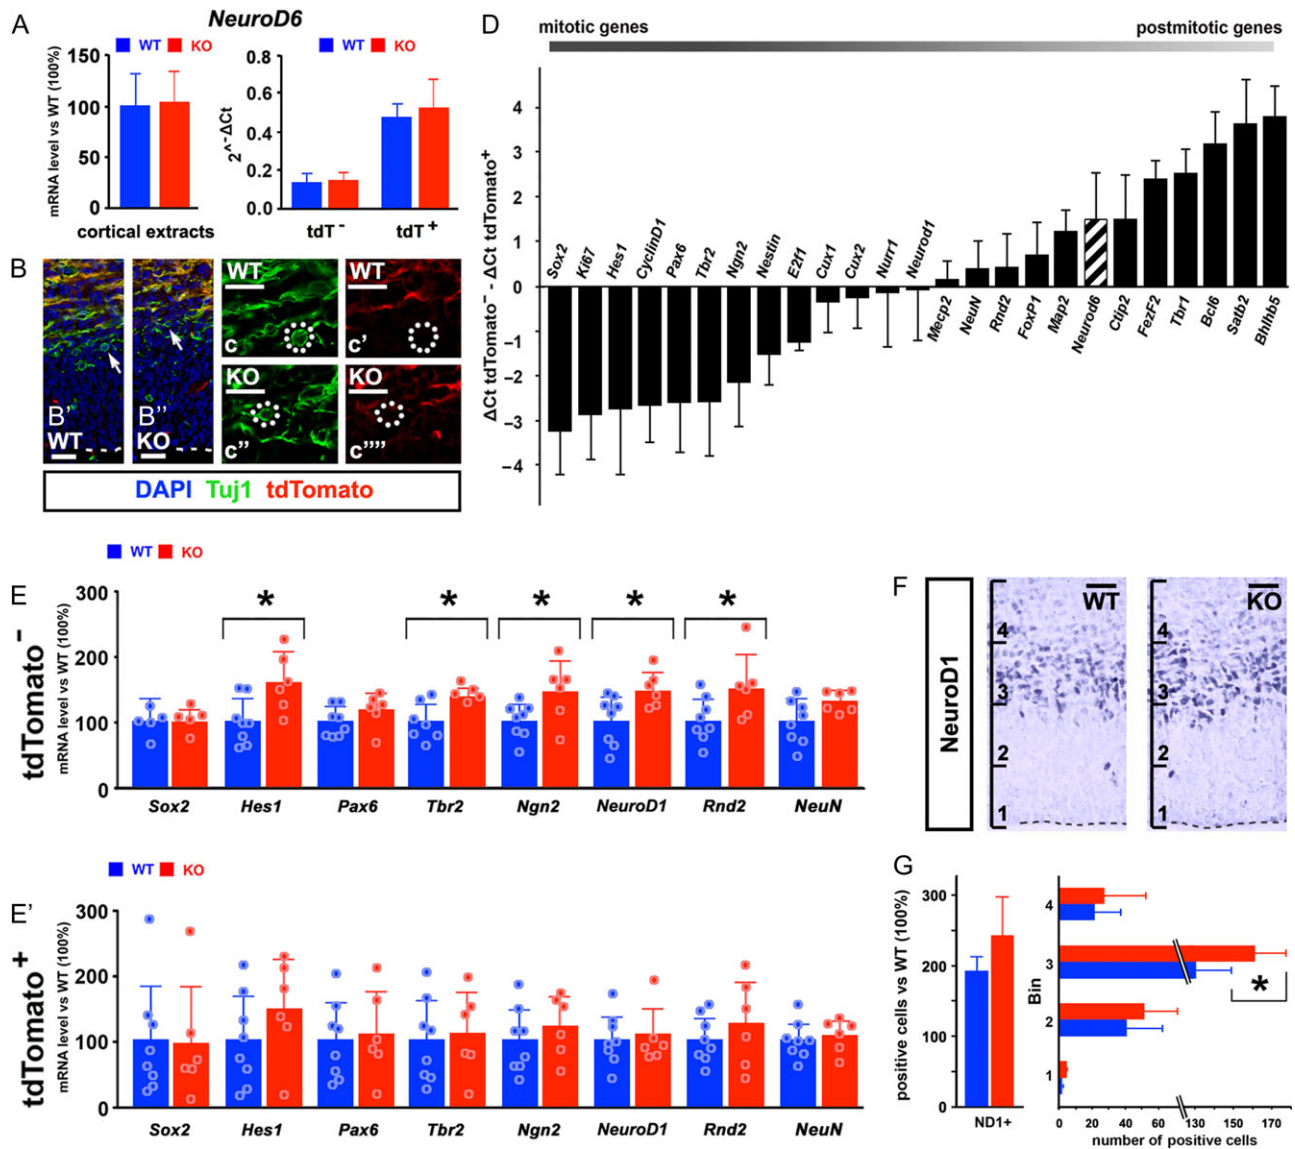 A
NeuroD6
WT KO
mRNA level vs WT (100%)
150
100
50
0
cortical extracts
WT KO
2^-ΔCt
0.8
0.6
0.4
0.2
0.0
tdT -
tdT +
B
B'
WT
B''
KO
WT
c
WT
c'
KO
c''
KO
c''''
DAPI Tuj1 tdTomato
D
mitotic genes
postmitotic genes
ΔCt tdTomato⁻ - ΔCt tdTomato⁺
4
3
2
1
0
−1
−2
−3
−4
Sox2
Ki67
Hes1
CyclinD1
Pax6
Tbr2
Ngn2
Nestin
E2f1
Cux1
Cux2
Nurr1
Neurod1
Mecp2
NeuN
Rnd2
FoxP1
Map2
Neurod6
Ctip2
FezF2
Tbr1
Bcl6
Satb2
Bhlhb5
WT KO
E
tdTomato⁻
mRNA level vs WT (100%)
300
200
100
0
* * * * *
Sox2 Hes1 Pax6 Tbr2 Ngn2 NeuroD1 Rnd2 NeuN
WT KO
E'
tdTomato⁺
mRNA level vs WT (100%)
300
200
100
0
Sox2 Hes1 Pax6 Tbr2 Ngn2 NeuroD1 Rnd2 NeuN
F
NeuroD1
WT
4
3
2
1
KO
4
3
2
1
G
positive cells vs WT (100%)
300
200
100
0
ND1+
Bin
4
3
2
1
*
0 20 40 60 130 150 170
number of positive cells